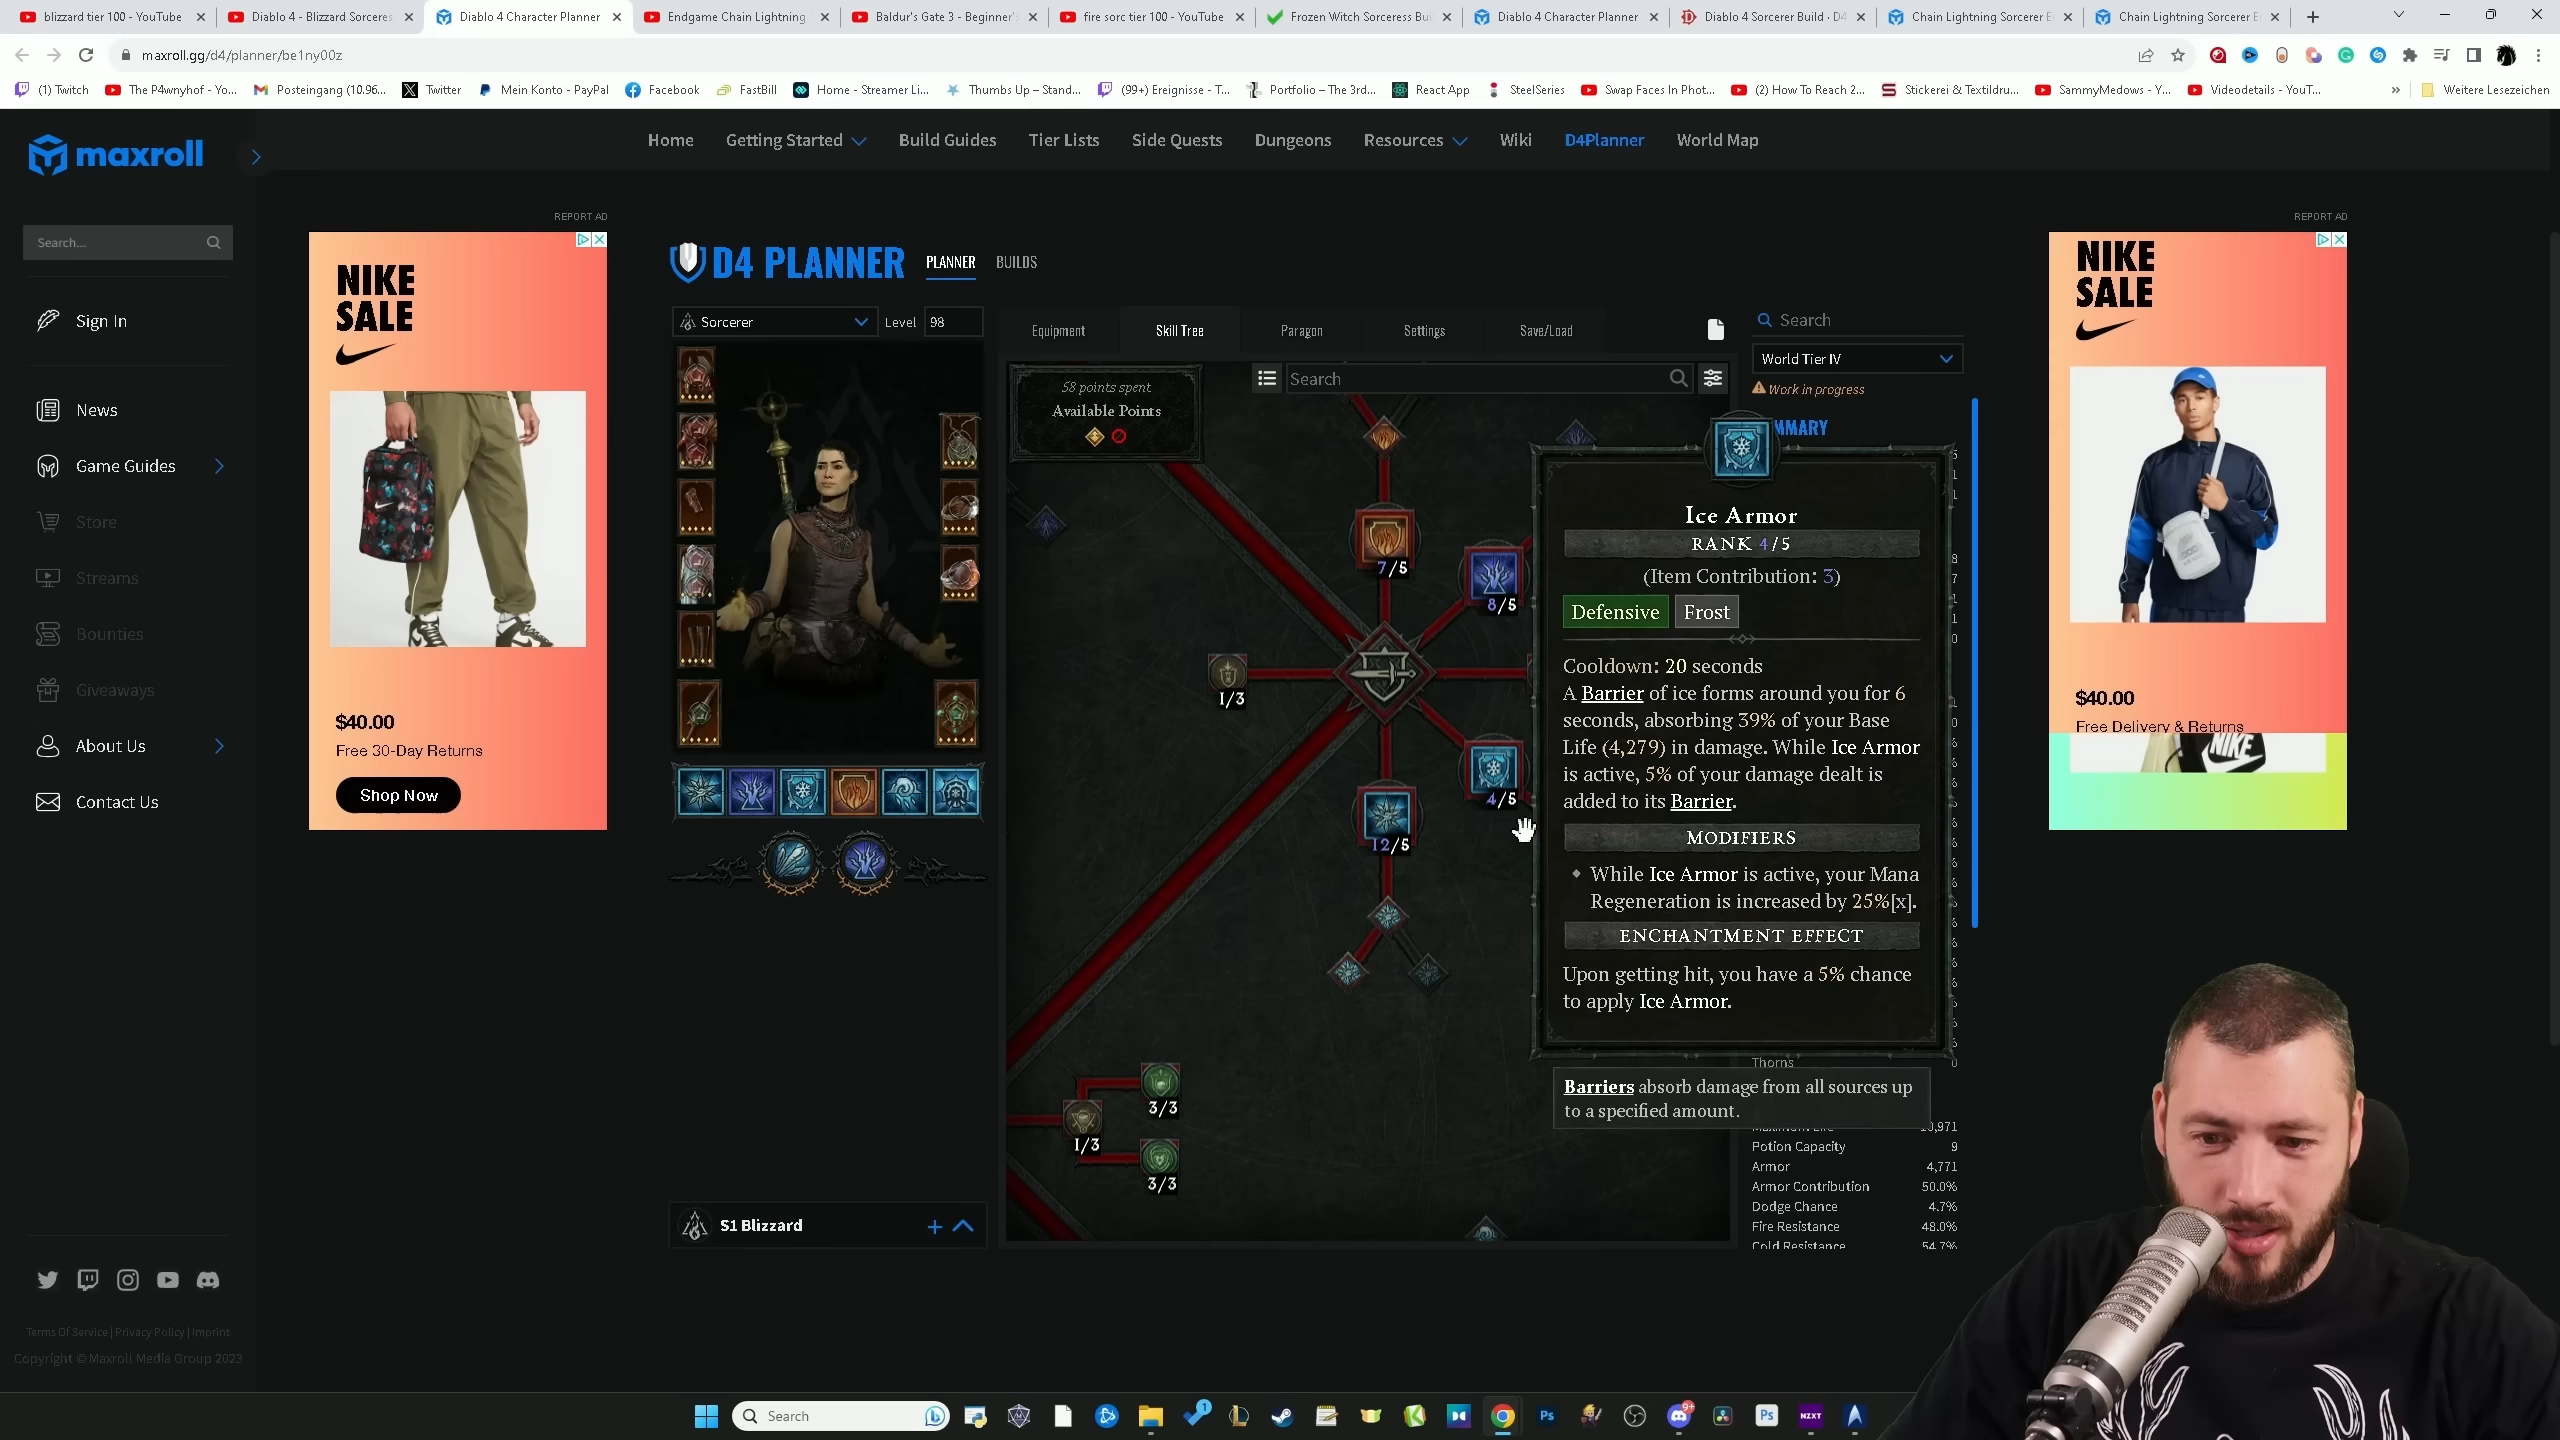 blizzard tier 100 - YouTube
Diablo 4 - Blizzard Sorceres
Diablo 4 Character Planner
Endgame Chain Lightning
Baldur's Gate 3 - Beginner's
fire sorc tier 100 - YouTube
Frozen Witch Sorceress Bui
Diablo 4 Character Planner
Diablo 4 Sorcerer Build · D4
Chain Lightning Sorcerer E
Chain Lightning Sorcerer E
maxroll.gg/d4/planner/be1ny00z
(1) Twitch
The P4wnyhof - Yo...
Posteingang (10.96...
Twitter
Mein Konto - PayPal
Facebook
FastBill
Home - Streamer Li...
Thumbs Up – Stand...
(99+) Ereignisse - T...
Portfolio – The 3rd...
React App
SteelSeries
Swap Faces In Phot...
(2) How To Reach 2...
Stickerei & Textildru...
SammyMedows - Y...
Videodetails - YouT...
»
Weitere Lesezeichen
maxroll
Home
Getting Started
Build Guides
Tier Lists
Side Quests
Dungeons
Resources
Wiki
D4Planner
World Map
Search...
Sign In
News
Game Guides
Store
Streams
Bounties
Giveaways
About Us
Contact Us
Terms Of Service | Privacy Policy | Imprint
Copyright © Maxroll Media Group 2023
REPORT AD
NIKE
SALE
$40.00
Free 30-Day Returns
Shop Now
D4 PLANNER
PLANNER
BUILDS
Sorcerer
Level
98
Equipment
Skill Tree
Paragon
Settings
Save/Load
58 points spent
Available Points
Search
7/5
8/5
1/3
4/5
12/5
3/3
1/3
3/3
S1 Blizzard
Search
World Tier IV
Work in progress
MMARY
Ice Armor
RANK 4/5
(Item Contribution: 3)
Defensive
Frost
Cooldown: 20 seconds
A Barrier of ice forms around you for 6
seconds, absorbing 39% of your Base
Life (4,279) in damage. While Ice Armor
is active, 5% of your damage dealt is
added to its Barrier.
MODIFIERS
While Ice Armor is active, your Mana
Regeneration is increased by 25%[x].
ENCHANTMENT EFFECT
Upon getting hit, you have a 5% chance
to apply Ice Armor.
Thorns
0
Barriers absorb damage from all sources up
to a specified amount.
Potion Capacity
9
Armor
4,771
Armor Contribution
50.0%
Dodge Chance
4.7%
Fire Resistance
48.0%
Cold Resistance
54.7%
REPORT AD
NIKE
SALE
$40.00
Free Delivery & Returns
NIKE
Search
1
9+
Ps
Ps
NZXT